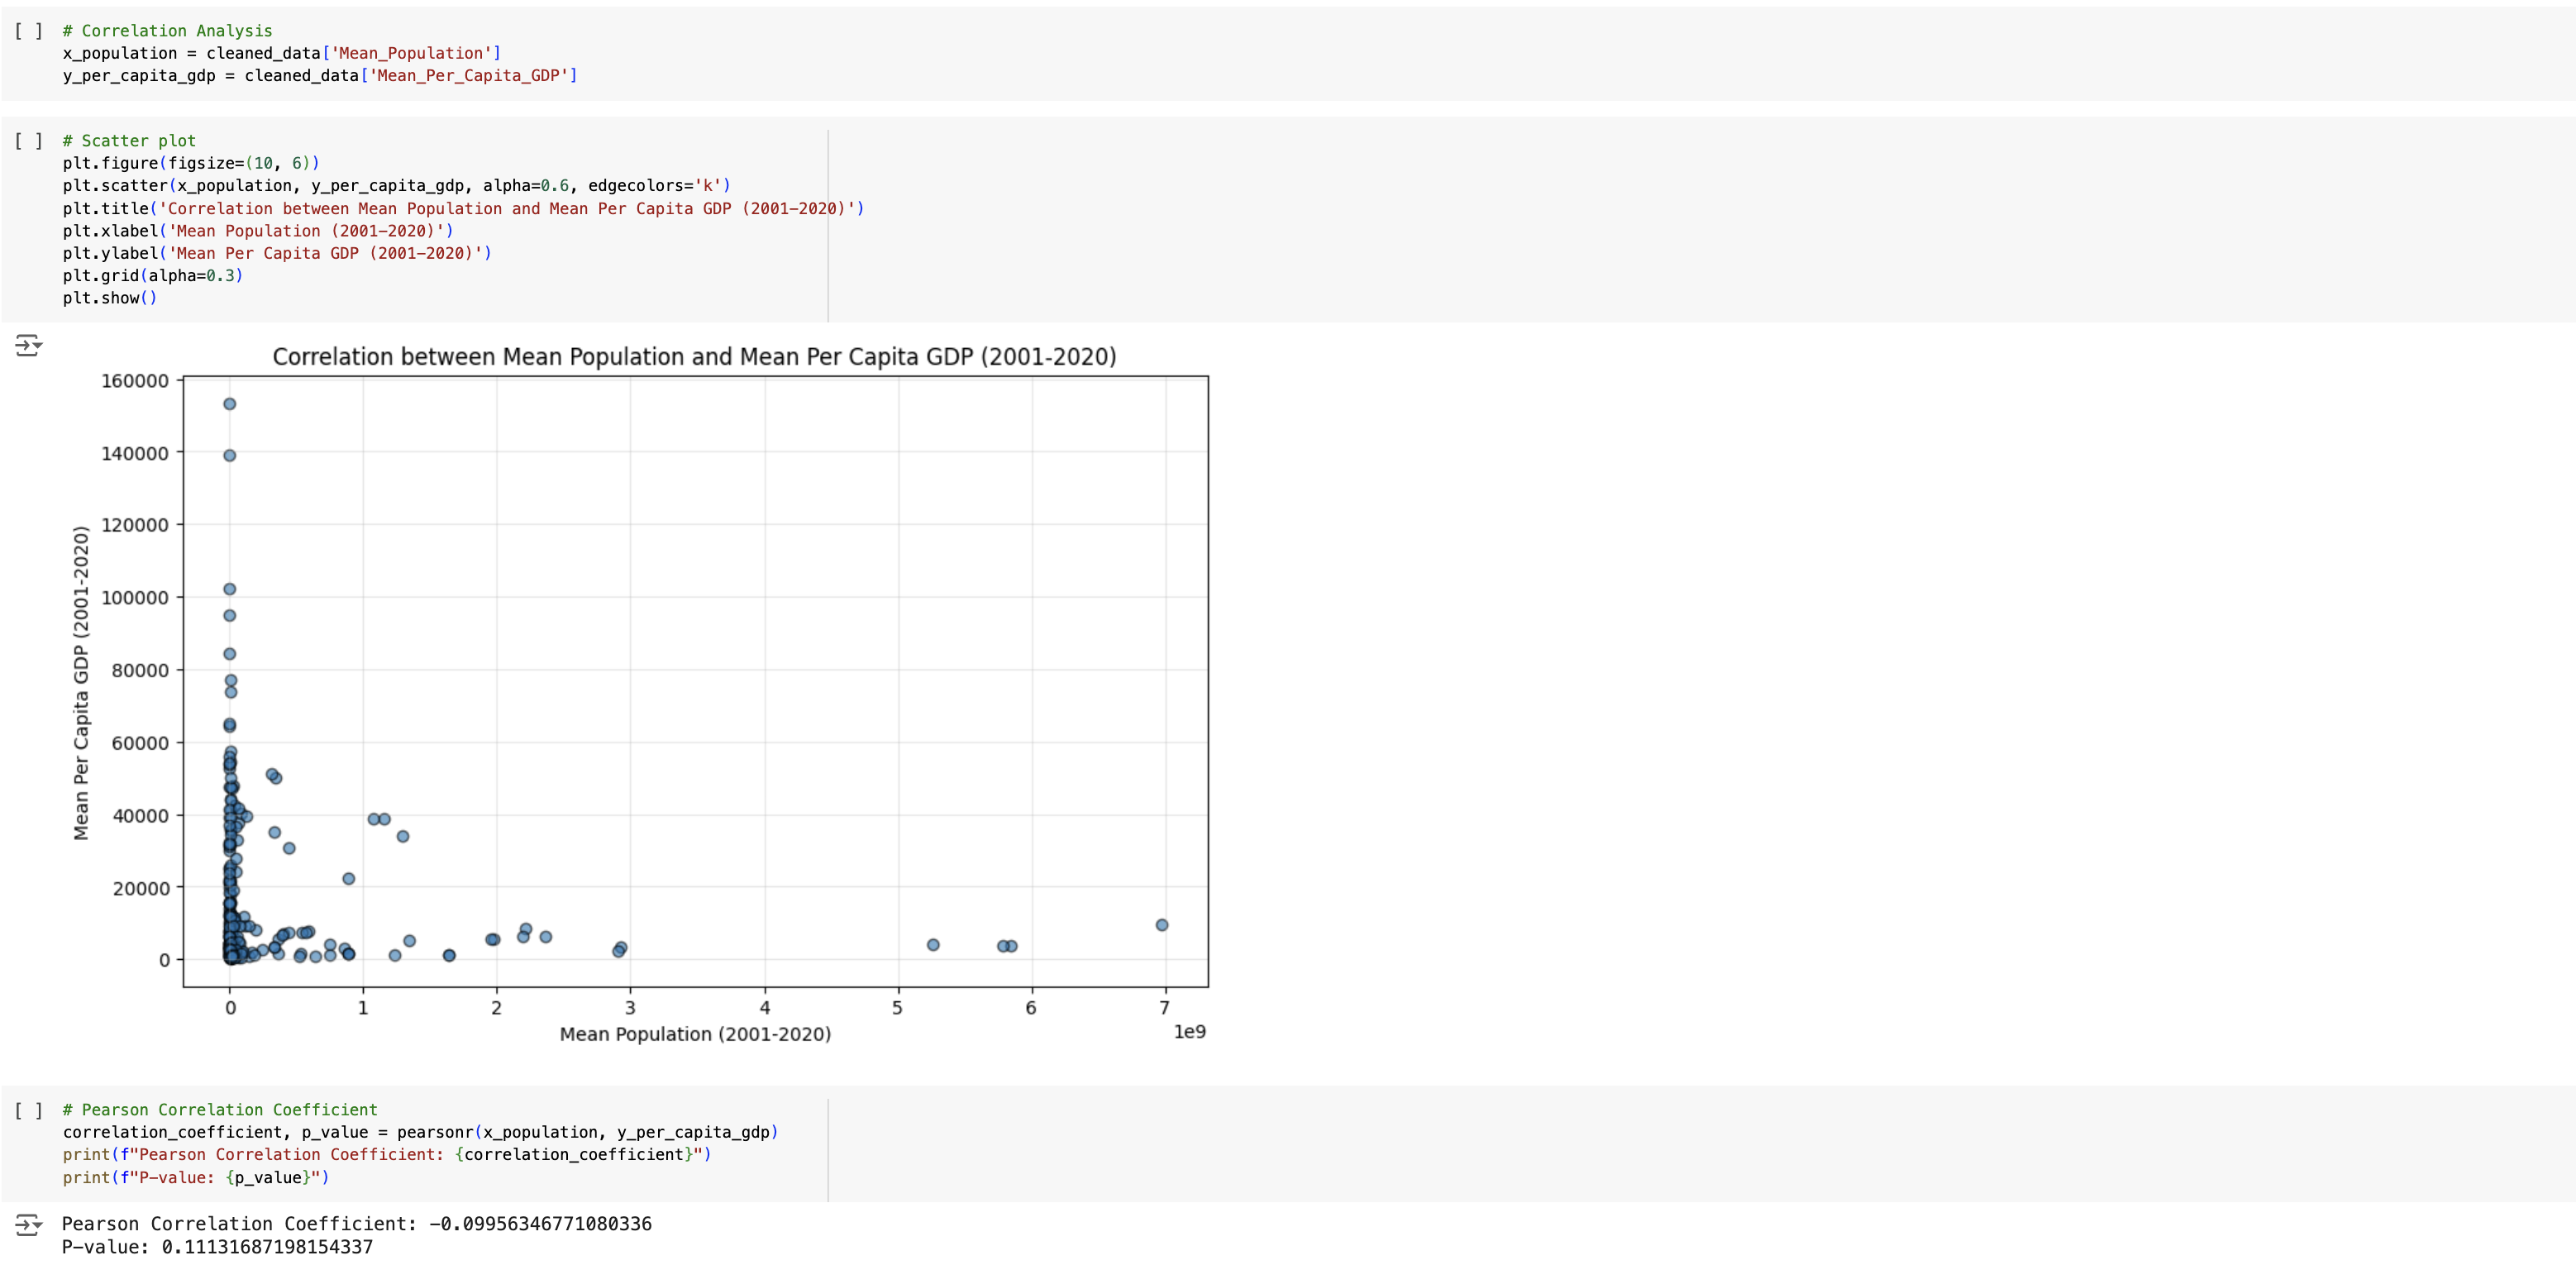 [ ] # Correlation Analysis
x_population = cleaned_data['Mean_Population']
y_per_capita_gdp = cleaned_data['Mean_Per_Capita_GDP']
[ ] # Scatter plot
plt.figure(figsize=(10, 6))
plt.scatter(x_population, y_per_capita_gdp, alpha=0.6, edgecolors='k')
plt.title('Correlation between Mean Population and Mean Per Capita GDP (2001-2020)')
plt.xlabel('Mean Population (2001-2020)')
plt.ylabel('Mean Per Capita GDP (2001-2020)')
plt.grid(alpha=0.3)
plt.show()
Correlation between Mean Population and Mean Per Capita GDP (2001-2020)
160000
140000
120000
100000
80000
60000
40000
20000
0
Mean Per Capita GDP (2001-2020)
0 1 2 3 4 5 6 7
1e9
Mean Population (2001-2020)
[ ] # Pearson Correlation Coefficient
correlation_coefficient, p_value = pearsonr(x_population, y_per_capita_gdp)
print(f"Pearson Correlation Coefficient: {correlation_coefficient}")
print(f"P-value: {p_value}")
Pearson Correlation Coefficient: -0.09956346771080336
P-value: 0.11131687198154337